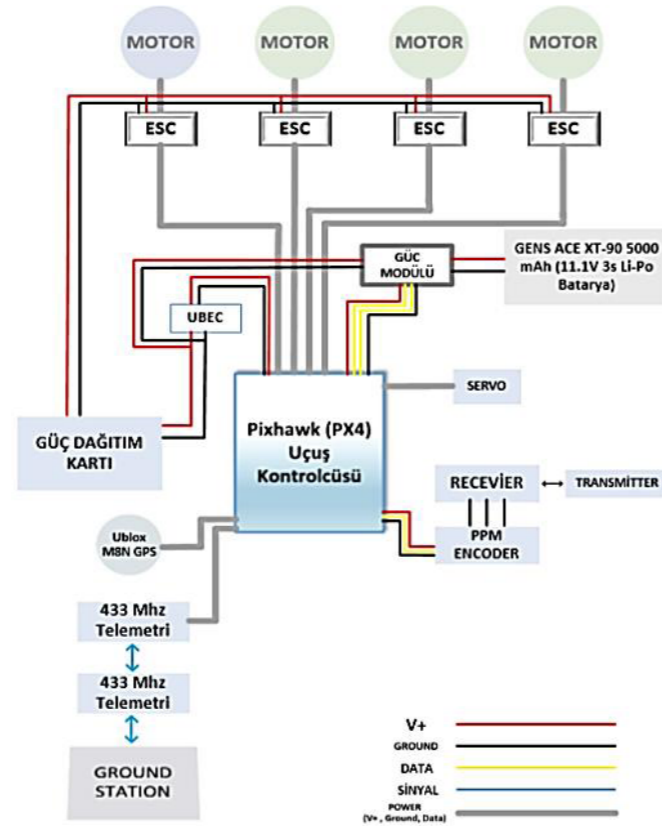 MOTOR
MOTOR
MOTOR
MOTOR
ESC
ESC
ESC
ESC
GÜC
MODÜLÜ
GENS ACE XT-90 5000
mAh (11.1V 3s Li-Po
Batarya)
UBEC
Pixhawk (PX4)
Uçuş
Kontrolcüsü
SERVO
GÜÇ DAĞITIM
KARTI
RECEVİER
TRANSMİTTER
PPM
ENCODER
Ublox
M8N GPS
433 Mhz
Telemetri
433 Mhz
Telemetri
GROUND
STATION
V+
GROUND
DATA
SİNYAL
POWER
(V+ , Ground, Data)